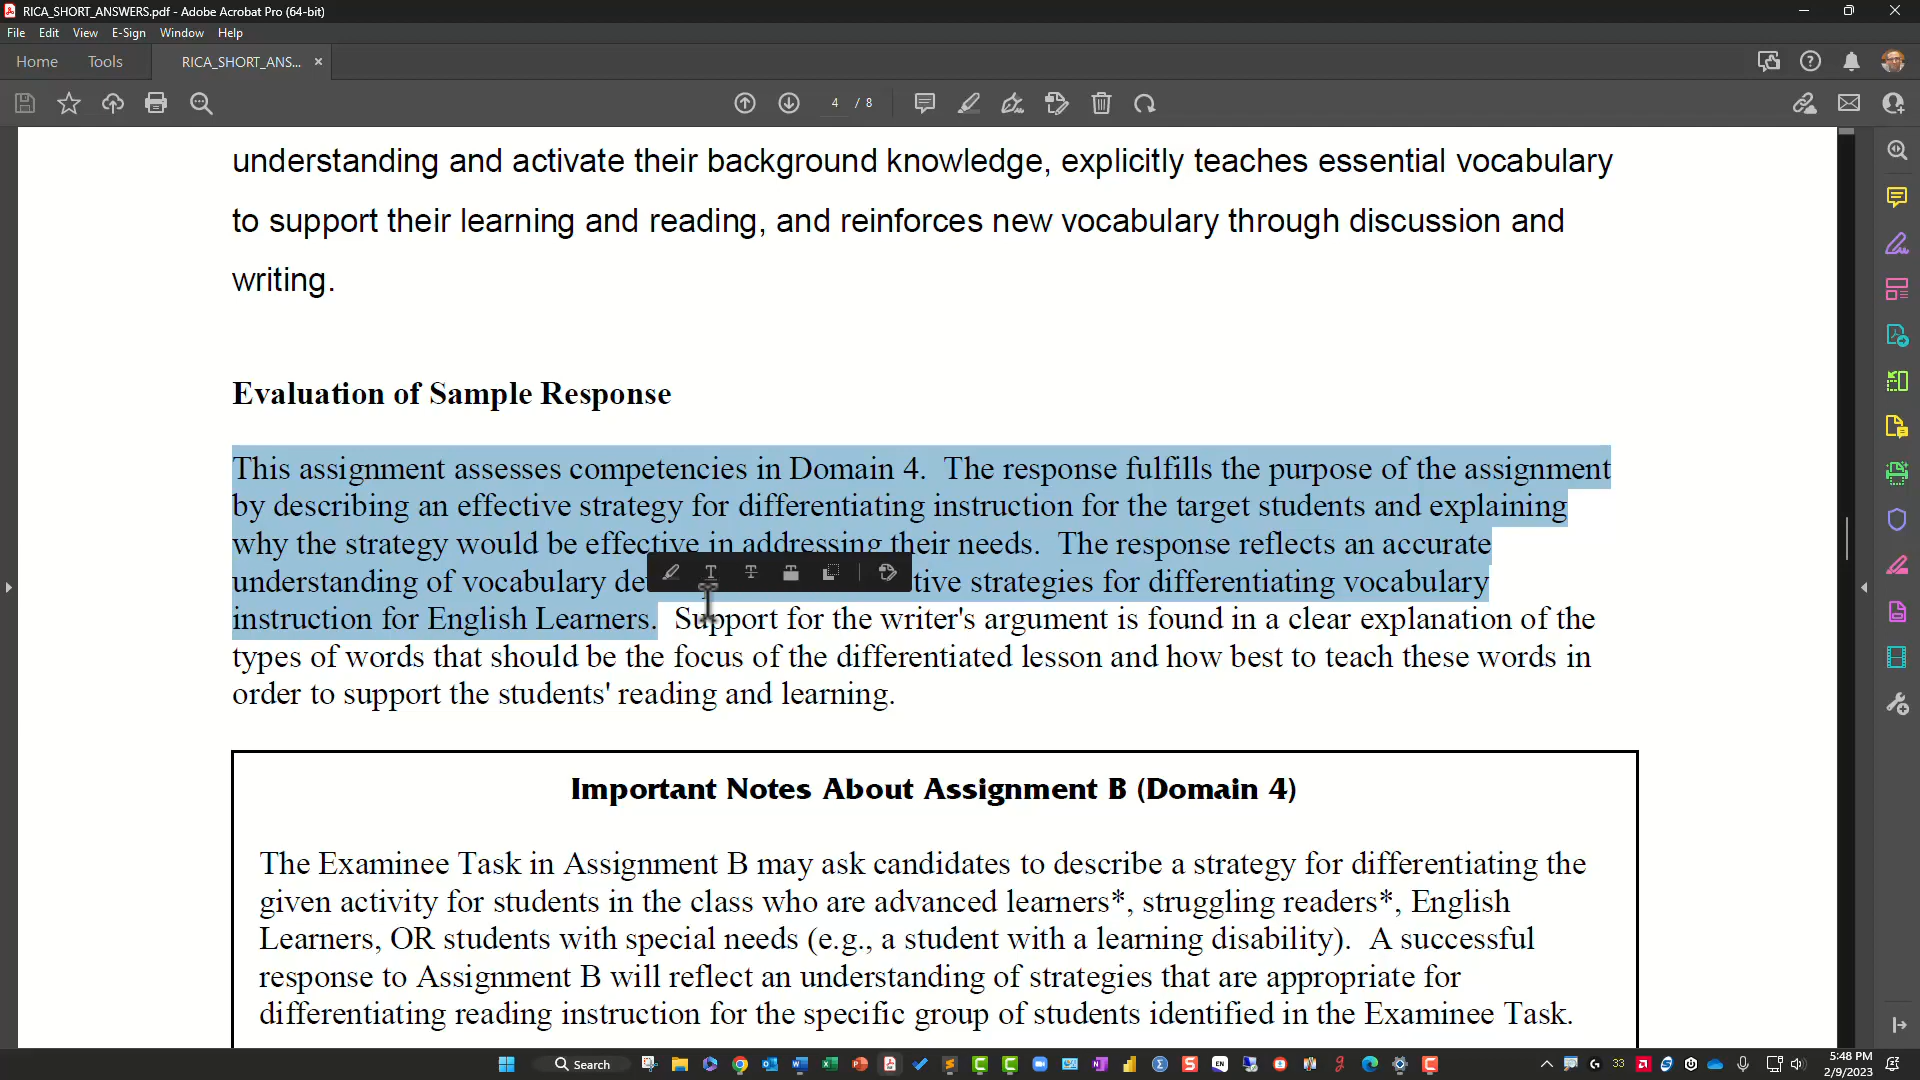 RICA_SHORT_ANSWERS.pdf - Adobe Acrobat Pro (64-bit)
File Edit View E-Sign Window Help
Home Tools RICA_SHORT_ANS... ×
4 / 8
understanding and activate their background knowledge, explicitly teaches essential vocabulary
to support their learning and reading, and reinforces new vocabulary through discussion and
writing.
Evaluation of Sample Response
This assignment assesses competencies in Domain 4. The response fulfills the purpose of the assignment
by describing an effective strategy for differentiating instruction for the target students and explaining
why the strategy would be effective in addressing their needs. The response reflects an accurate
understanding of vocabulary de tive strategies for differentiating vocabulary
instruction for English Learners. Support for the writer's argument is found in a clear explanation of the
types of words that should be the focus of the differentiated lesson and how best to teach these words in
order to support the students' reading and learning.
Important Notes About Assignment B (Domain 4)
The Examinee Task in Assignment B may ask candidates to describe a strategy for differentiating the
given activity for students in the class who are advanced learners*, struggling readers*, English
Learners, OR students with special needs (e.g., a student with a learning disability). A successful
response to Assignment B will reflect an understanding of strategies that are appropriate for
differentiating reading instruction for the specific group of students identified in the Examinee Task.
Search
33
5:48 PM
2/9/2023